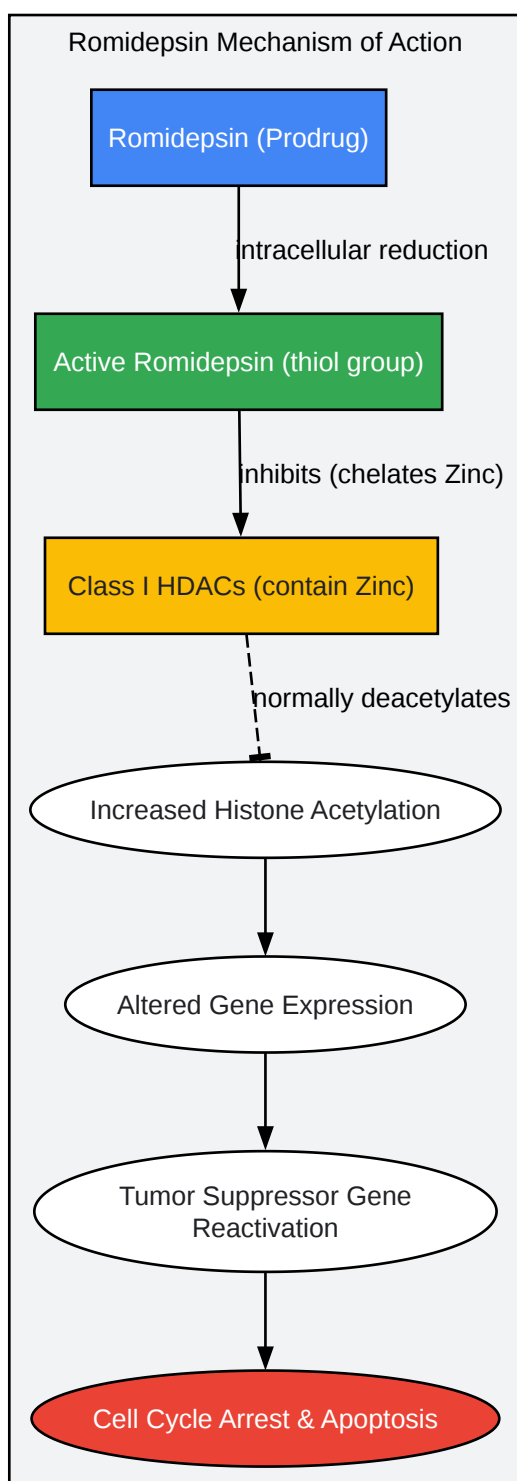 Romidepsin Mechanism of Action
Romidepsin (Prodrug)
intracellular reduction
Active Romidepsin (thiol group)
inhibits (chelates Zinc)
Class I HDACs (contain Zinc)
normally deacetylates
Increased Histone Acetylation
Altered Gene Expression
Tumor Suppressor Gene
Reactivation
Cell Cycle Arrest & Apoptosis